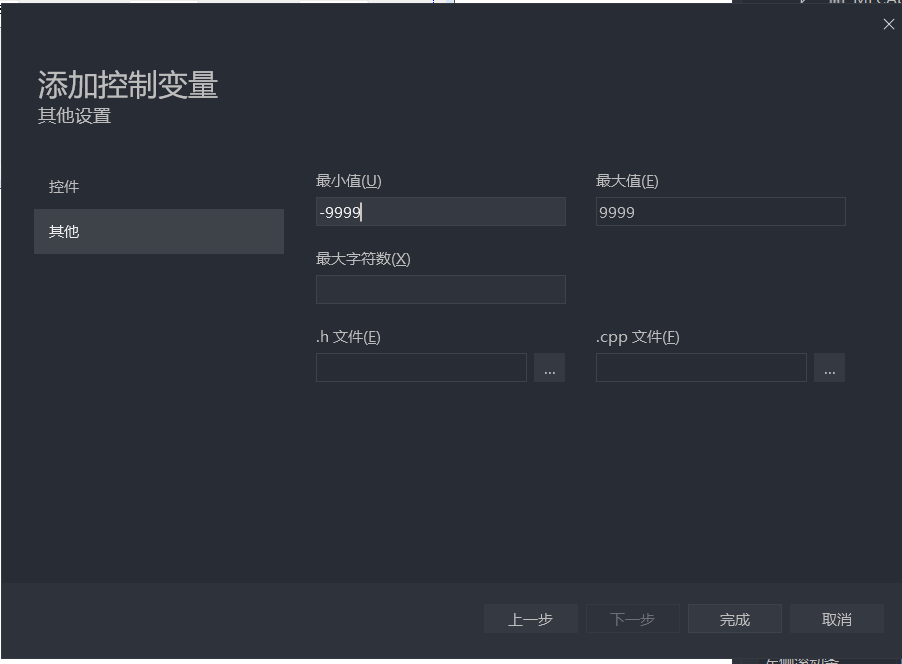 添加控制变量
其他设置
控件
其他
最小值(U)
最大值(E)
-9999
9999
最大字符数(X)
.h 文件(E)
.cpp 文件(F)
...
...
上一步
下一步
完成
取消